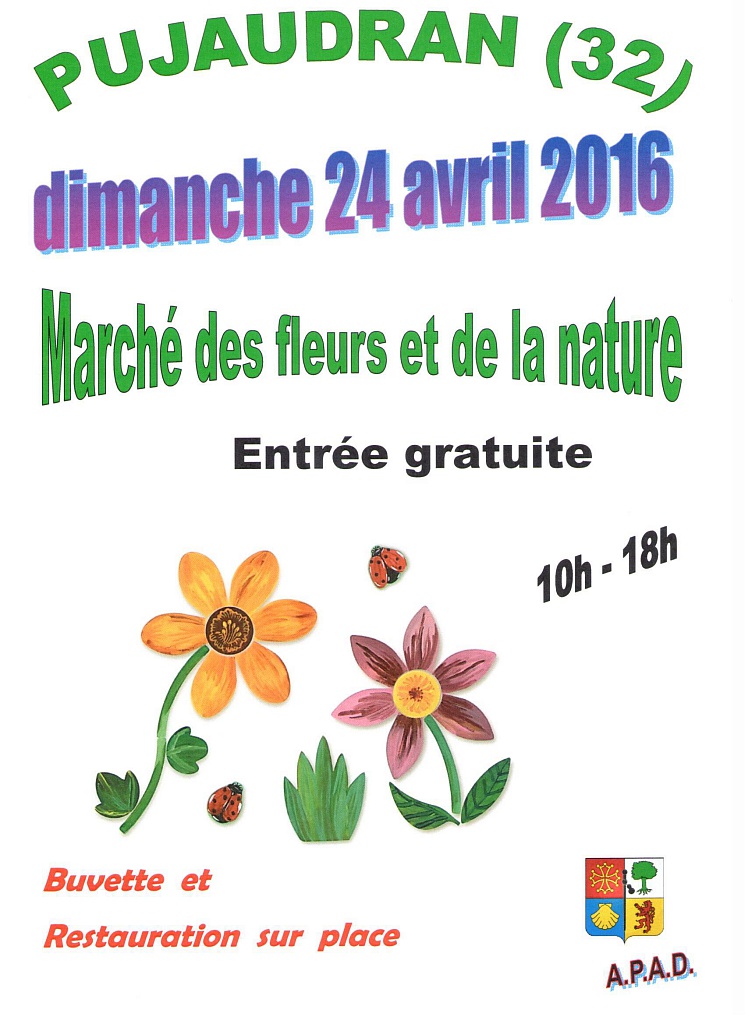 PUJAUDRAN (32)
dimanche 24 avril 2016
Marché des fleurs et de la nature
Entrée gratuite
10h - 18h
Buvette et
Restauration sur place
A.P.A.D.